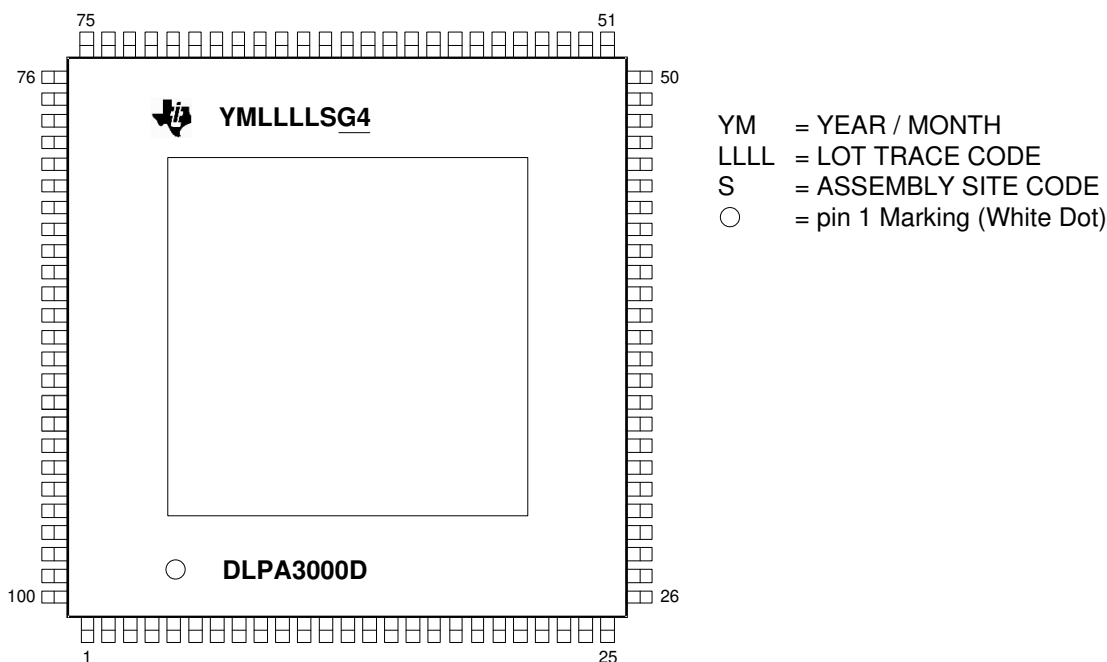 75 51
76 50
YMLLLLSG4
YM = YEAR / MONTH
LLLL = LOT TRACE CODE
S = ASSEMBLY SITE CODE
○ = pin 1 Marking (White Dot)
DLPA3000D
100 26
1 25